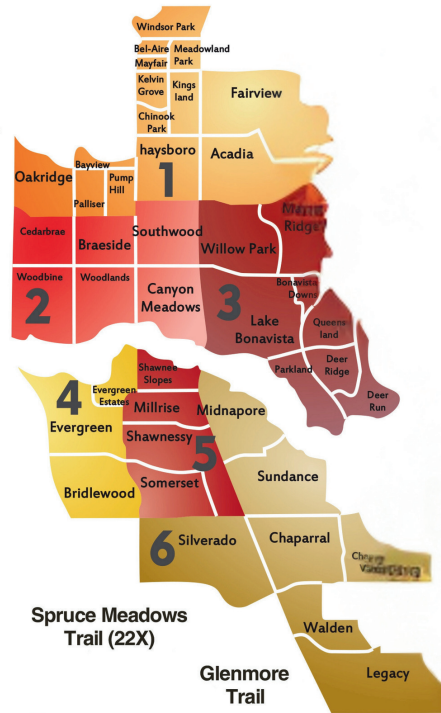 Windsor Park
Bel-Aire
Meadowland
Park
Mayfair
Kelvin
Grove
Kings
land
Fairview
Chinook
Park
haysboro
Acadia
1
Oakridge
Bayview
Pump
Hill
Palliser
Cedarbrae
Braeside
Southwood
Willow Park
Ridge
Woodbine
Woodlands
Canyon
Meadows
2
3
Bonavista
Downs
Lake
Bonavista
Queens
land
Parkland
Deer
Ridge
Deer
Run
Shawnee
Slopes
4
Evergreen
Estates
Evergreen
Millrise
Midnapore
Shawnessy
5
Bridlewood
Somerset
Sundance
6
Silverado
Chaparral
Walden
Legacy
Spruce Meadows
Trail (22X)
Glenmore
Trail